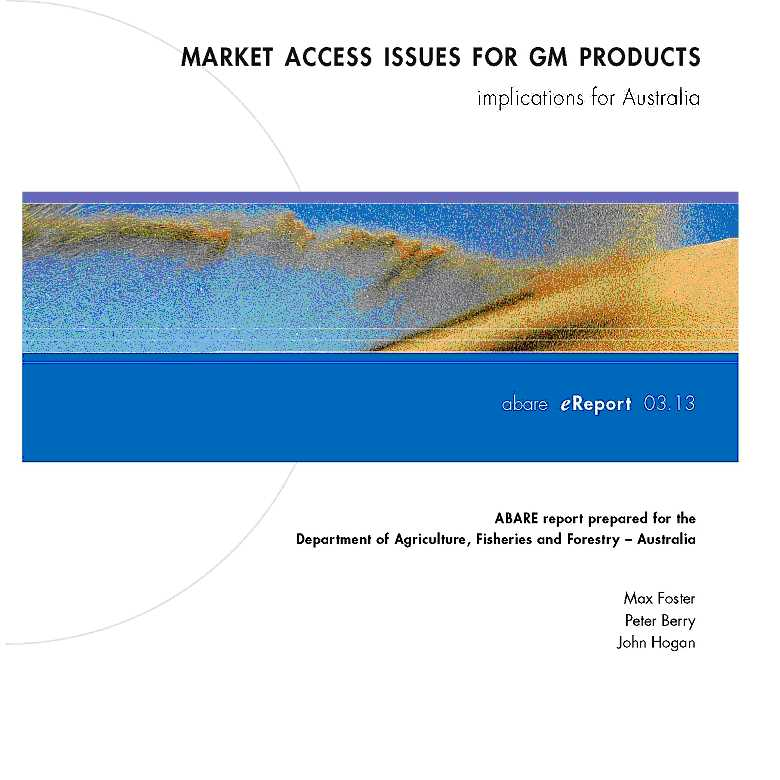 MARKET ACCESS ISSUES FOR GM PRODUCTS
implications for Australia
abare eReport 03.13
ABARE report prepared for the
Department of Agriculture, Fisheries and Forestry – Australia
Max Foster
Peter Berry
John Hogan